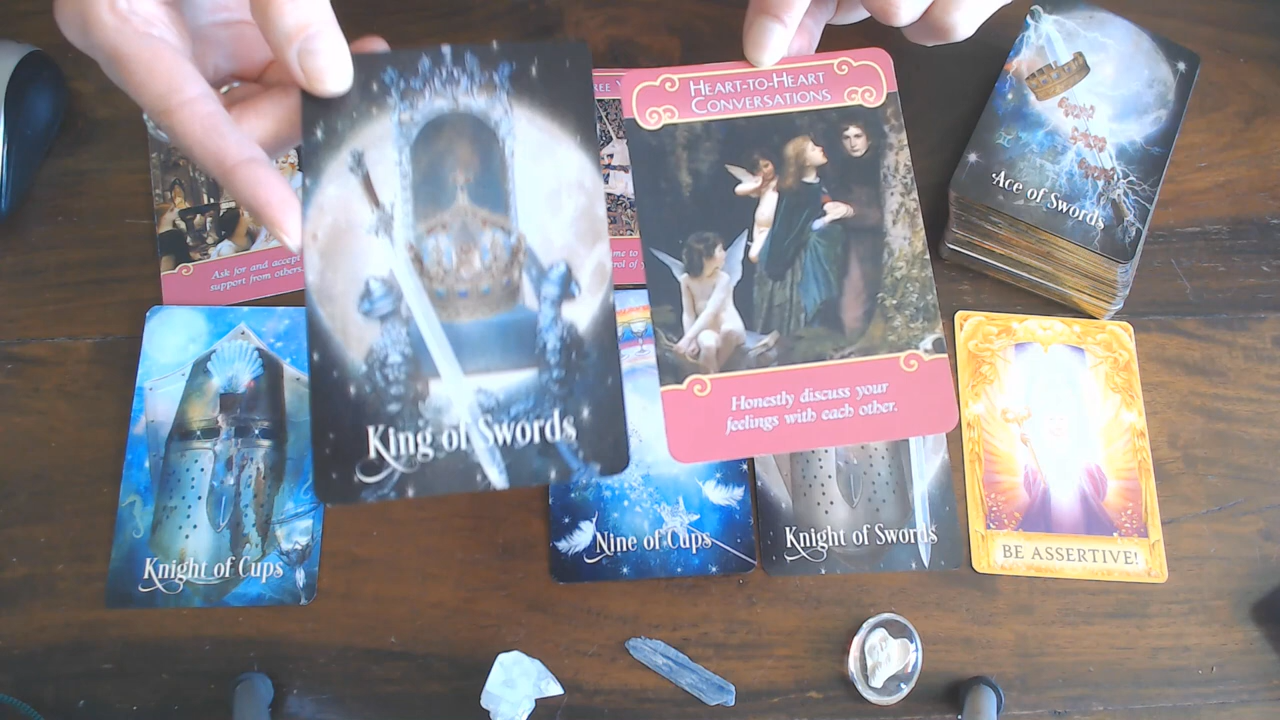 HEART-TO-HEART
CONVERSATIONS
Ace of Swords
Ask for and accept
support from others.
King of Swords
Honestly discuss your
feelings with each other.
Knight of Cups
Nine of Cups
Knight of Swords
BE ASSERTIVE!